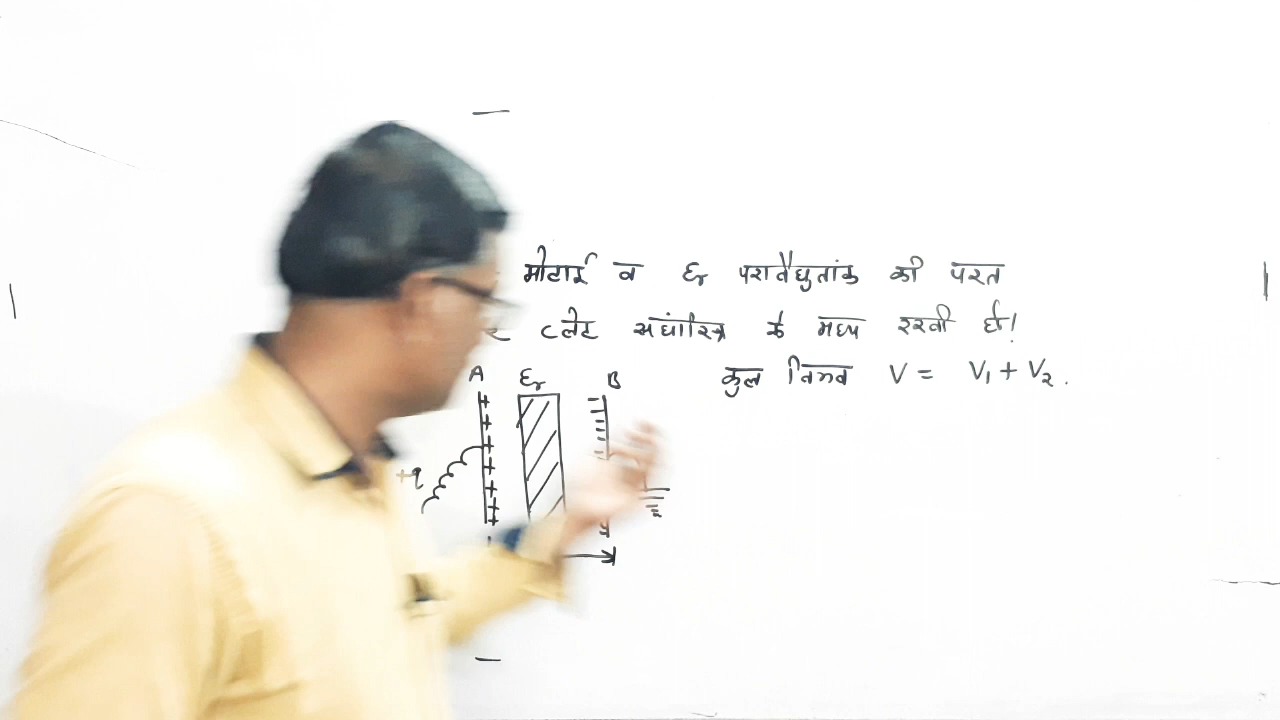 मोटाई व εr परावैद्युतांक की परत
प्लेट संधारित्र के मध्य रखी हो!
कुल विभव V = V₁ + V₂.
A εr B
+q